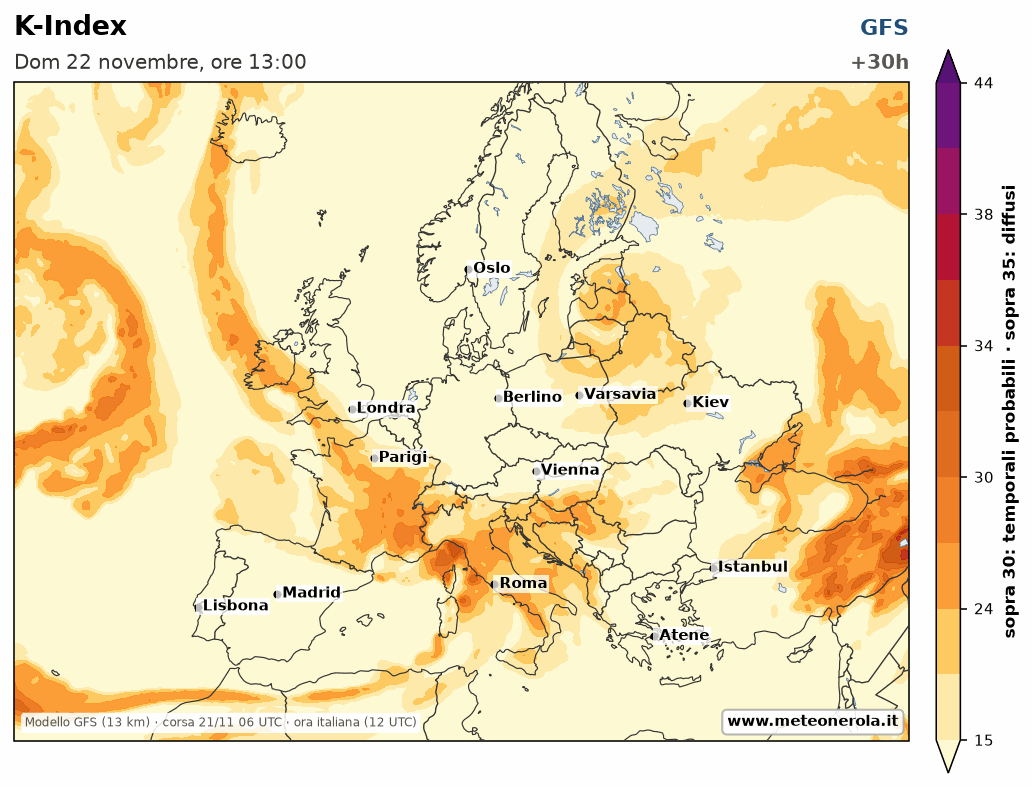 K-Index
GFS
Dom 22 novembre, ore 13:00
+30h
44
38
34
30
24
15
sopra 30: temporali probabili · sopra 35: diffusi
Oslo
Londra
Berlino
Varsavia
Kiev
Parigi
Vienna
Istanbul
Roma
Madrid
Lisbona
Atene
Modello GFS (13 km) · corsa 21/11 06 UTC · ora italiana (12 UTC)
www.meteonerola.it